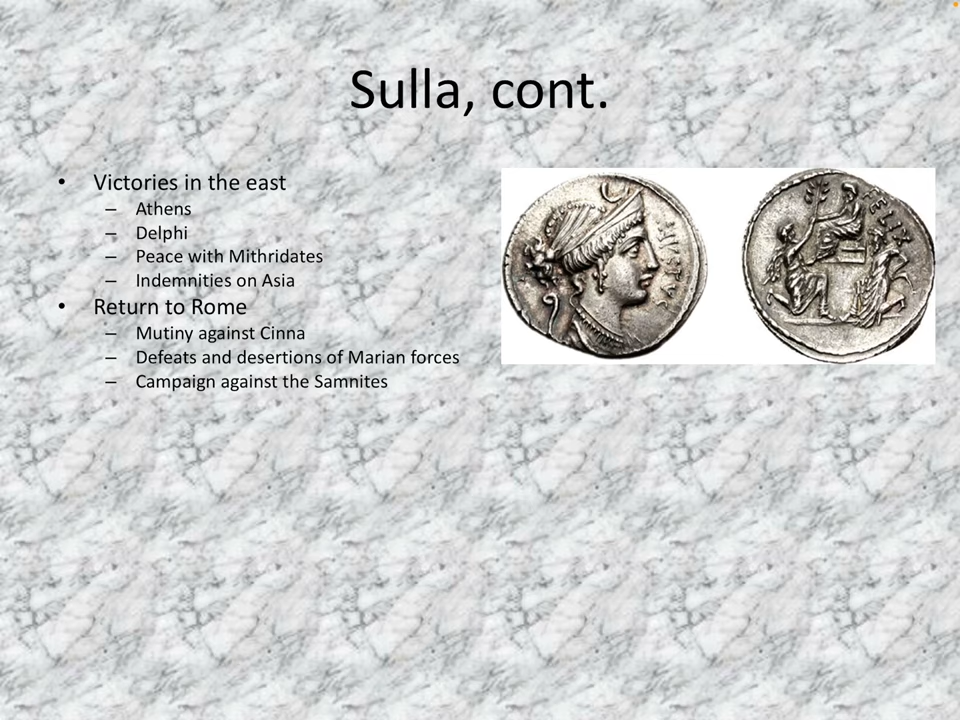 Sulla, cont.
• Victories in the east
– Athens
– Delphi
– Peace with Mithridates
– Indemnities on Asia
• Return to Rome
– Mutiny against Cinna
– Defeats and desertions of Marian forces
– Campaign against the Samnites
FELIX